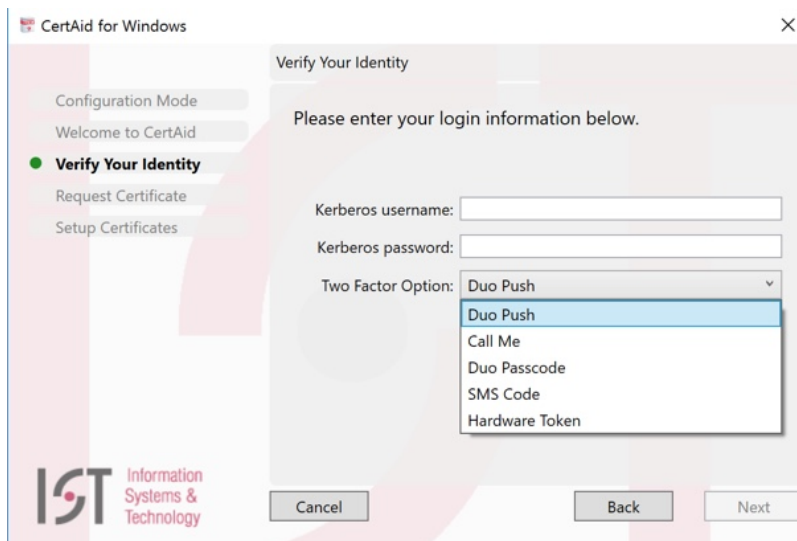 CertAid for Windows
Verify Your Identity
Configuration Mode
Welcome to CertAid
Verify Your Identity
Request Certificate
Setup Certificates
Please enter your login information below.
Kerberos username:
Kerberos password:
Two Factor Option: Duo Push
Duo Push
Call Me
Duo Passcode
SMS Code
Hardware Token
IST Information
Systems &
Technology
Cancel Back Next